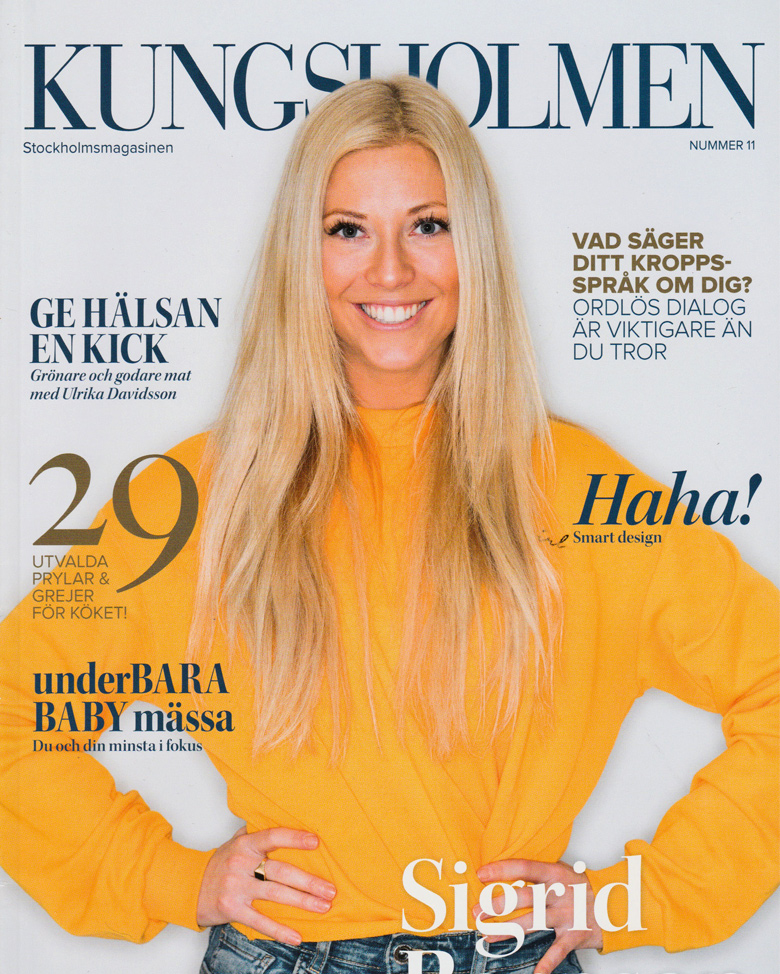 KUNGSHOLMEN
Stockholmsmagasinen
NUMMER 11
VAD SÄGER
DITT KROPPS-
SPRÅK OM DIG?
ORDLÖS DIALOG
ÄR VIKTIGARE ÄN
DU TROR
GE HÄLSAN
EN KICK
Grönare och godare mat
med Ulrika Davidsson
29
UTVALDA
PRYLAR &
GREJER
FÖR KÖKET!
Haha!
Smart design
underBARA
BABY mässa
Du och din minsta i fokus
Sigrid